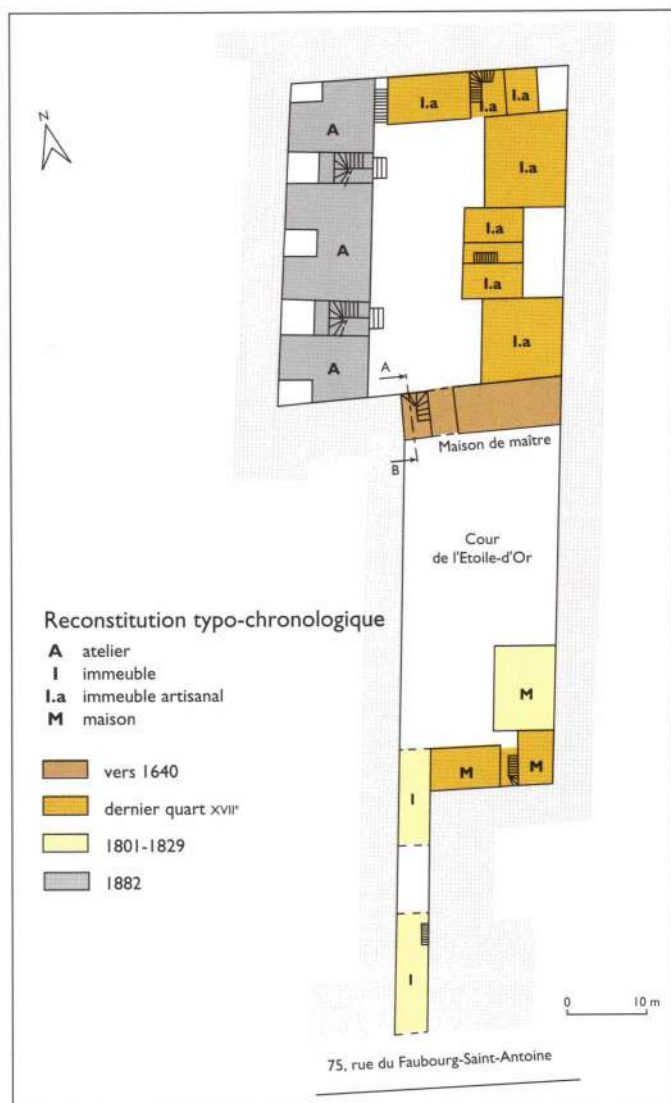 N
I.a
I.a
I.a
A
I.a
A
I.a
I.a
A
I.a
A
Maison de maître
B
Cour
de l'Etoile-d'Or
Reconstitution typo-chronologique
A atelier
I immeuble
I.a immeuble artisanal
M maison
M
M
M
I
vers 1640
dernier quart XVIIᵉ
1801-1829
1882
I
0 10 m
75, rue du Faubourg-Saint-Antoine